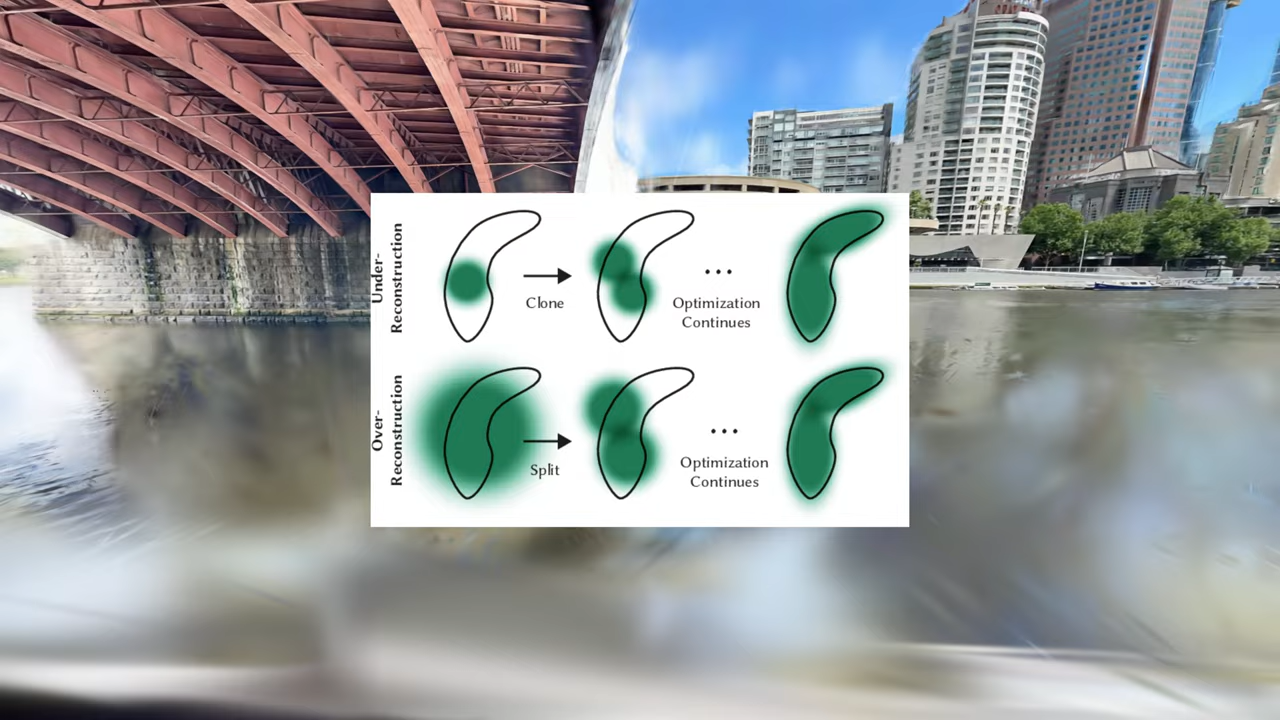 Under-
Reconstruction
Clone
...
Optimization
Continues
Over-
Reconstruction
Split
...
Optimization
Continues